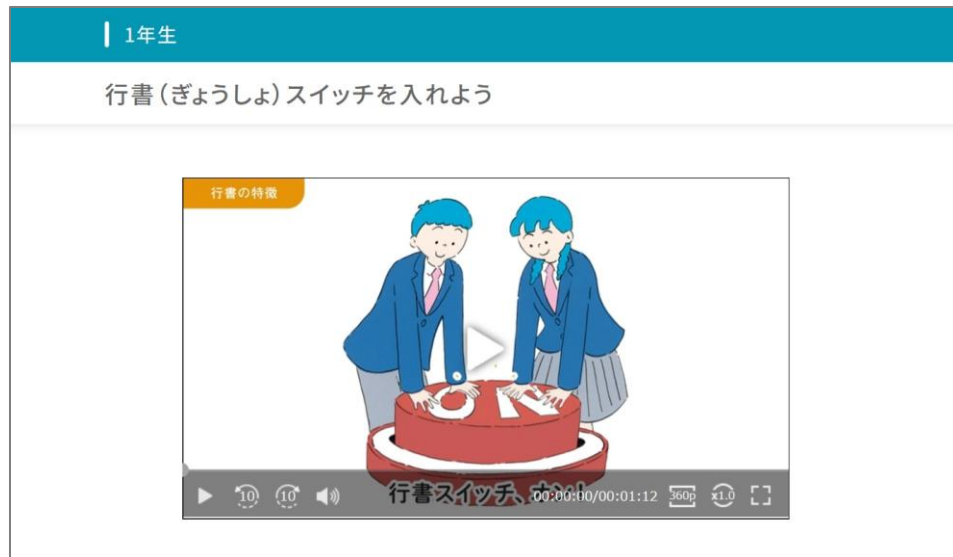 1年生
行書（ぎょうしょ）スイッチを入れよう
行書の特徴
ON
10 10 行書スイッチ、オン! 00:00:00/00:01:12 360p x1.0